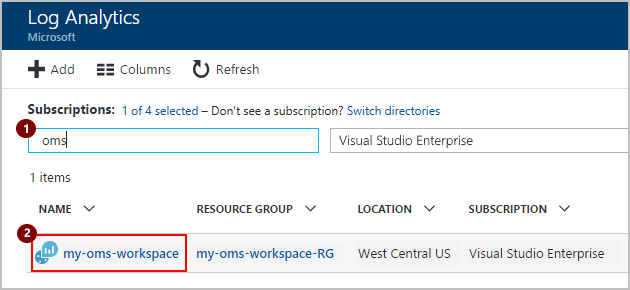 Log Analytics
Microsoft
Add Columns Refresh
Subscriptions: 1 of 4 selected – Don't see a subscription? Switch directories
1
oms Visual Studio Enterprise
1 items
NAME RESOURCE GROUP LOCATION SUBSCRIPTION
2
my-oms-workspace my-oms-workspace-RG West Central US Visual Studio Enterprise